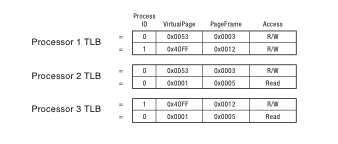 Process
ID VirtualPage PageFrame Access
Processor 1 TLB = 0 0x0053 0x0003 R/W
= 1 0x40FF 0x0012 R/W
Processor 2 TLB = 0 0x0053 0x0003 R/W
= 0 0x0001 0x0005 Read
Processor 3 TLB = 1 0x40FF 0x0012 R/W
= 0 0x0001 0x0005 Read